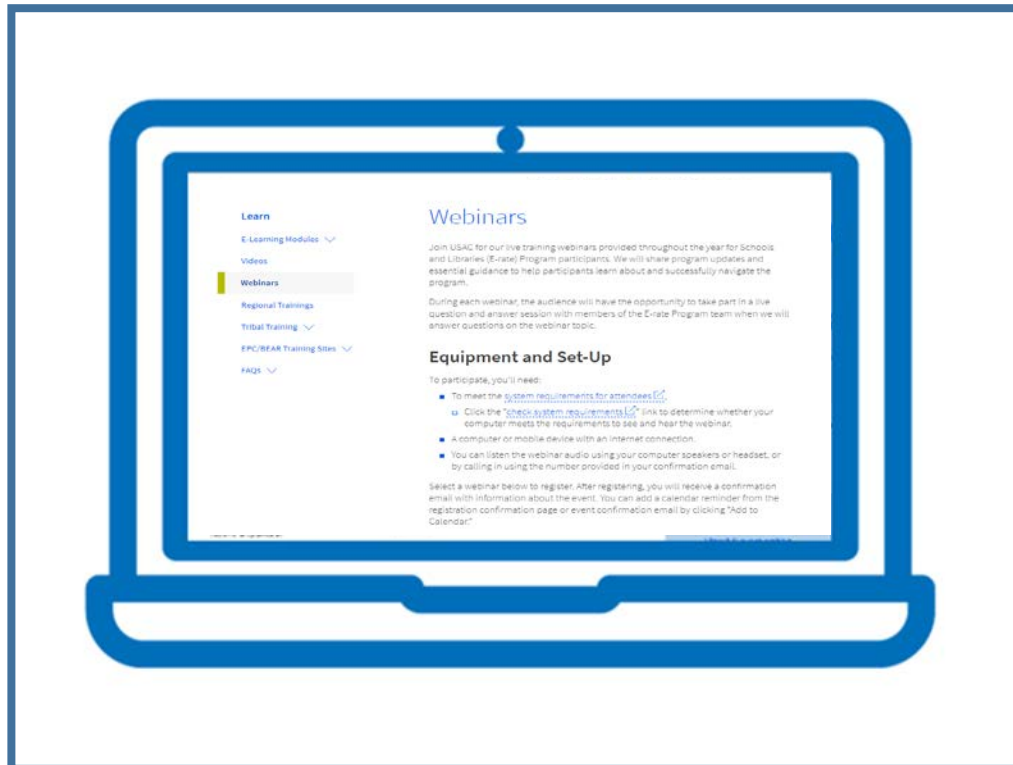 Learn
E-Learning Modules
Videos
Webinars
Regional Trainings
Tribal Training
EPC/BEAR Training Sites
FAQs
Webinars
Join USAC for our live training webinars provided throughout the year for Schools
and Libraries (E-rate) Program participants. We will share program updates and
essential guidance to help participants learn about and successfully navigate the
program.
During each webinar, the audience will have the opportunity to take part in a live
question and answer session with members of the E-rate Program team when we will
answer questions on the webinar topic.
Equipment and Set-Up
To participate, you'll need:
To meet the system requirements for attendees.
Click the "check system requirements" link to determine whether your
computer meets the requirements to see and hear the webinar.
A computer or mobile device with an internet connection.
You can listen the webinar audio using your computer speakers or headset, or
by calling in using the number provided in your confirmation email.
Select a webinar below to register. After registering, you will receive a confirmation
email with information about the event. You can add a calendar reminder from the
registration confirmation page or event confirmation email by clicking "Add to
Calendar."